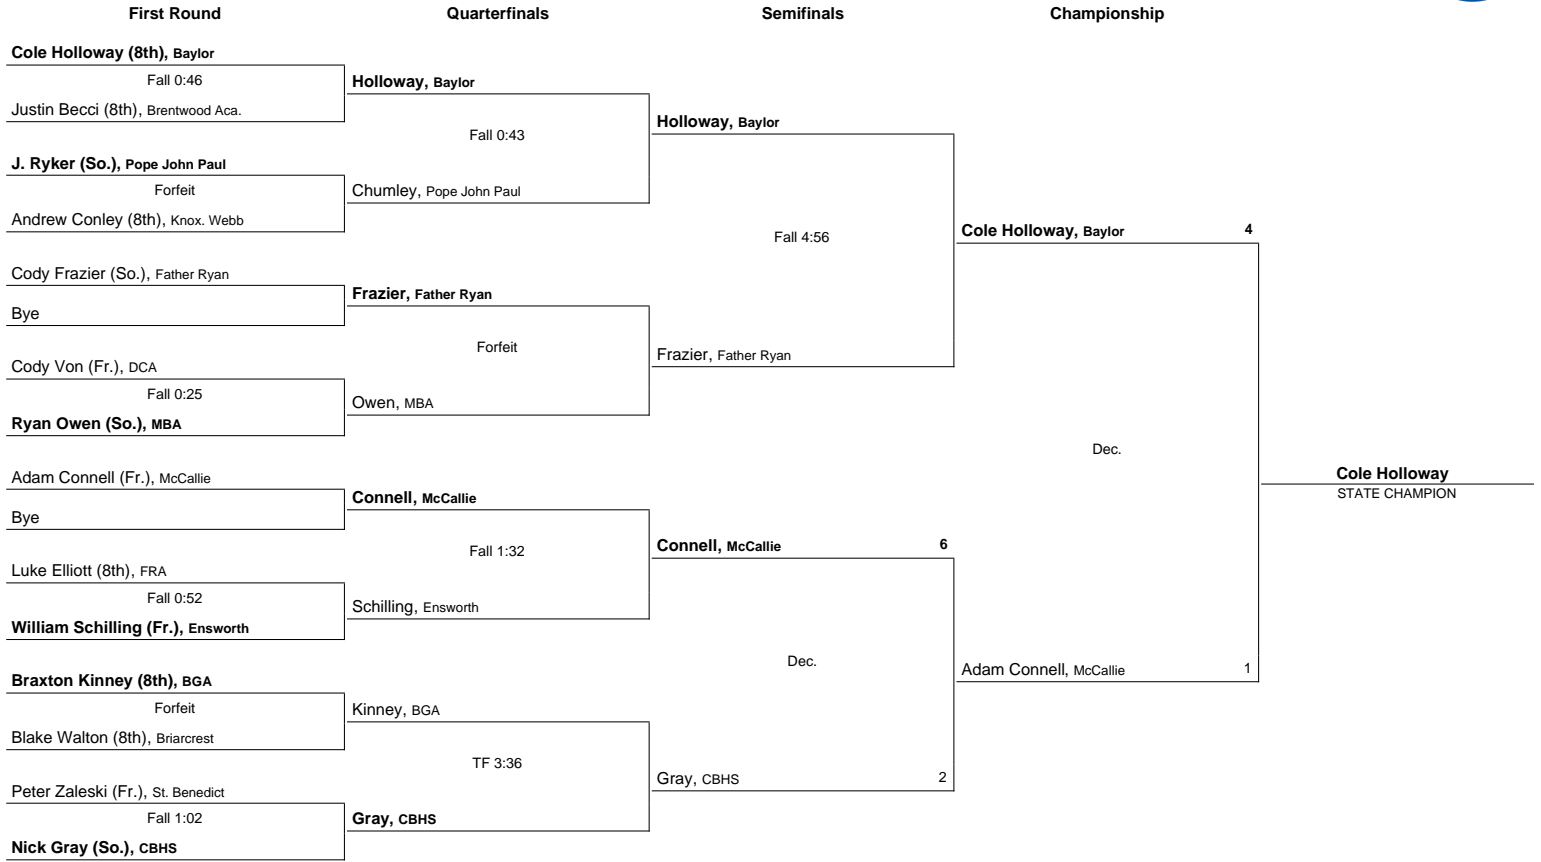 First Round
Quarterfinals
Semifinals
Championship
Cole Holloway (8th), Baylor
Fall 0:46
Justin Becci (8th), Brentwood Aca.
J. Ryker (So.), Pope John Paul
Forfeit
Andrew Conley (8th), Knox. Webb
Cody Frazier (So.), Father Ryan
Bye
Cody Von (Fr.), DCA
Fall 0:25
Ryan Owen (So.), MBA
Adam Connell (Fr.), McCallie
Bye
Luke Elliott (8th), FRA
Fall 0:52
William Schilling (Fr.), Ensworth
Braxton Kinney (8th), BGA
Forfeit
Blake Walton (8th), Briarcrest
Peter Zaleski (Fr.), St. Benedict
Fall 1:02
Nick Gray (So.), CBHS
Holloway, Baylor
Fall 0:43
Chumley, Pope John Paul
Frazier, Father Ryan
Forfeit
Owen, MBA
Connell, McCallie
Fall 1:32
Schilling, Ensworth
Kinney, BGA
TF 3:36
Gray, CBHS
Holloway, Baylor
Fall 4:56
Frazier, Father Ryan
Connell, McCallie 6
Dec.
Gray, CBHS 2
Cole Holloway, Baylor 4
Dec.
Adam Connell, McCallie 1
Cole Holloway
STATE CHAMPION